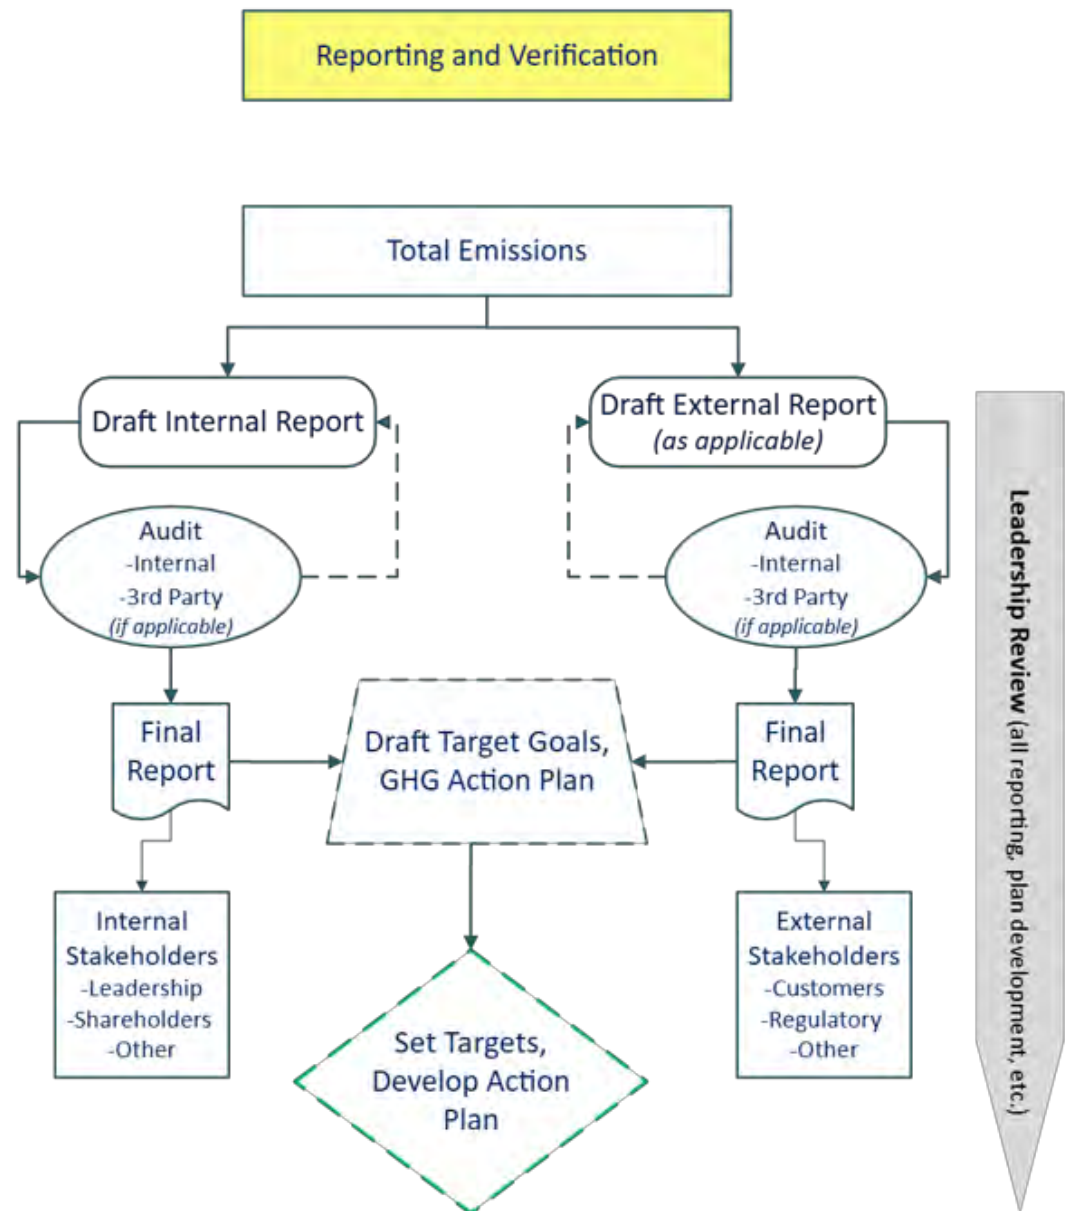 Reporting and Verification
Total Emissions
Draft Internal Report
Draft External Report
(as applicable)
Audit
-Internal
-3rd Party
(if applicable)
Audit
-Internal
-3rd Party
(if applicable)
Final
Report
Draft Target Goals,
GHG Action Plan
Final
Report
Internal
Stakeholders
-Leadership
-Shareholders
-Other
Set Targets,
Develop Action
Plan
External
Stakeholders
-Customers
-Regulatory
-Other
Leadership Review (all reporting, plan development, etc.)